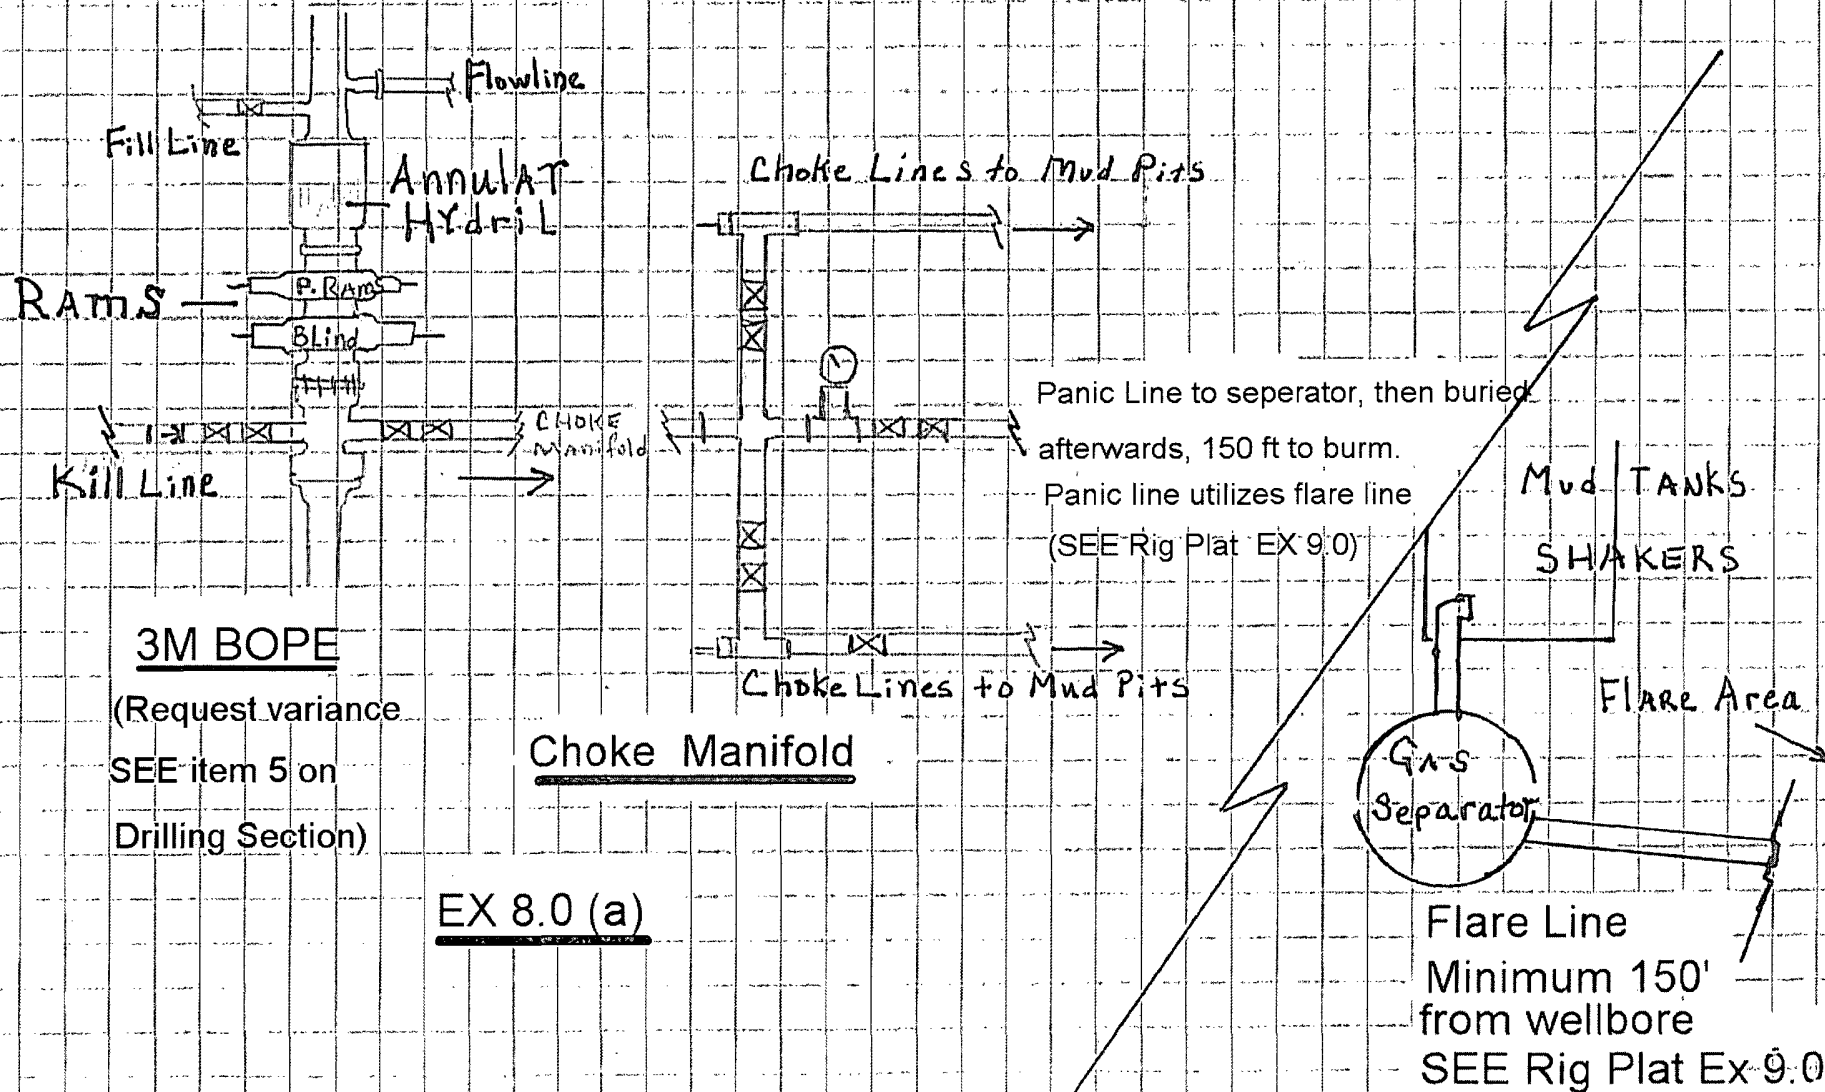 Flowline
Fill Line
Annular
Hydril
Rams
P. Rams
Blind
Kill Line
CHOKE
Manifold
3M BOPE
(Request variance
SEE item 5 on
Drilling Section)
Choke Lines to Mud Pits
Panic Line to seperator, then buried
afterwards, 150 ft to burm.
Panic line utilizes flare line
(SEE Rig Plat EX 9.0)
Choke Lines to Mud Pits
Choke Manifold
EX 8.0 (a)
Mud TANKS
SHAKERS
Flare Area
Gas
Separator
Flare Line
Minimum 150'
from wellbore
SEE Rig Plat Ex 9.0